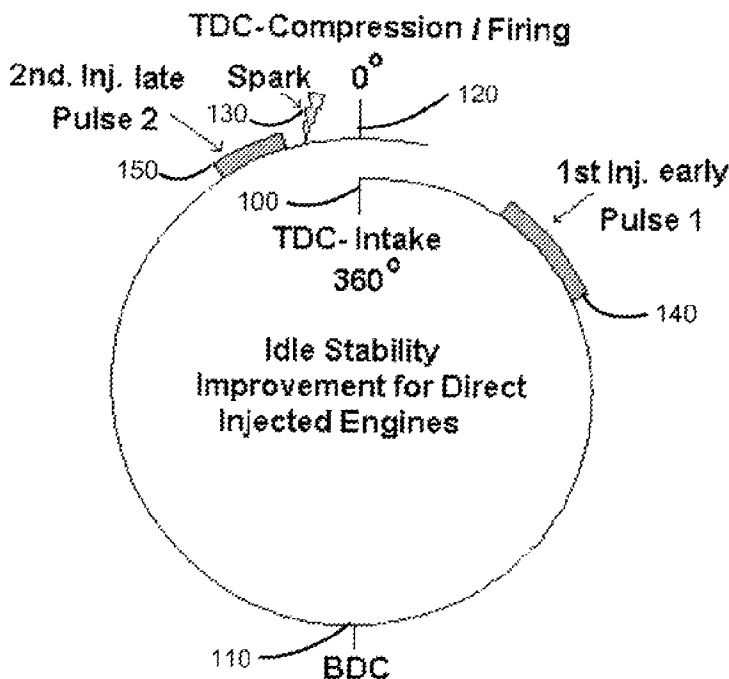 TDC-Compression / Firing
2nd. Inj. late
Pulse 2
Spark
0°
130
120
150
1st Inj. early
Pulse 1
100
TDC-Intake
360°
140
Idle Stability
Improvement for Direct
Injected Engines
110
BDC